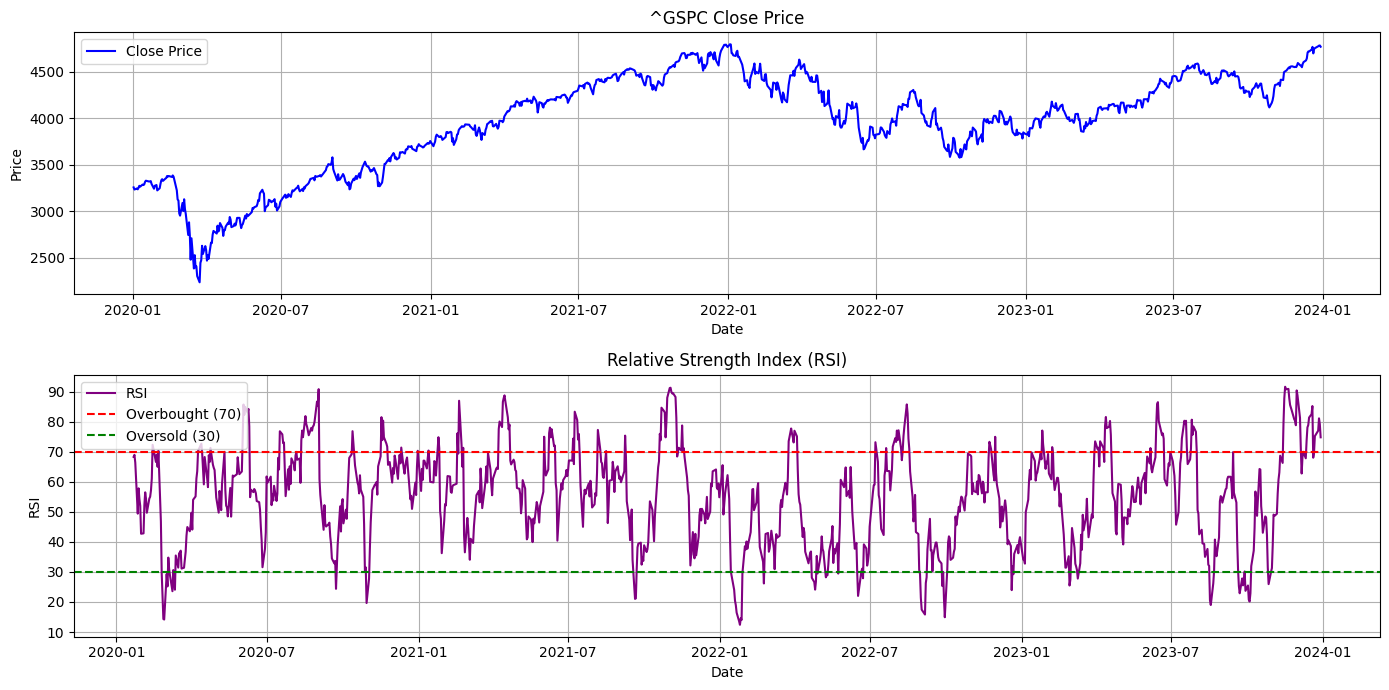 ^GSPC Close Price
Close Price
4500
4000
3500
3000
2500
Price
2020-01 2020-07 2021-01 2021-07 2022-01 2022-07 2023-01 2023-07 2024-01
Date
Relative Strength Index (RSI)
RSI
Overbought (70)
Oversold (30)
90
80
70
60
50
40
30
20
10
RSI
2020-01 2020-07 2021-01 2021-07 2022-01 2022-07 2023-01 2023-07 2024-01
Date